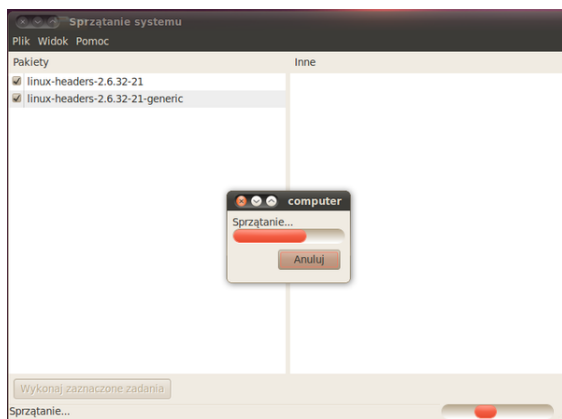 Sprzątanie systemu
Plik Widok Pomoc
Pakiety
Inne
linux-headers-2.6.32-21
linux-headers-2.6.32-21-generic
computer
Sprzątanie...
Anuluj
Wykonaj zaznaczone zadania
Sprzątanie...